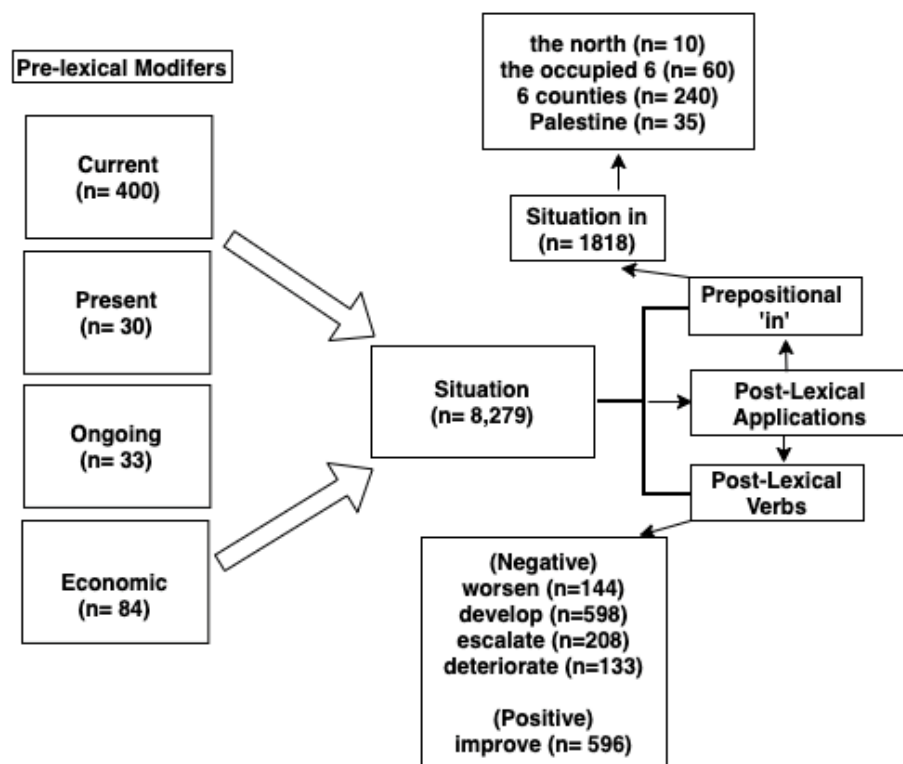 Pre-lexical Modifers
Current
(n= 400)
Present
(n= 30)
Ongoing
(n= 33)
Economic
(n= 84)
Situation
(n= 8,279)
the north (n= 10)
the occupied 6 (n= 60)
6 counties (n= 240)
Palestine (n= 35)
Situation in
(n= 1818)
Prepositional
'in'
Post-Lexical
Applications
Post-Lexical
Verbs
(Negative)
worsen (n=144)
develop (n=598)
escalate (n=208)
deteriorate (n=133)
(Positive)
improve (n= 596)